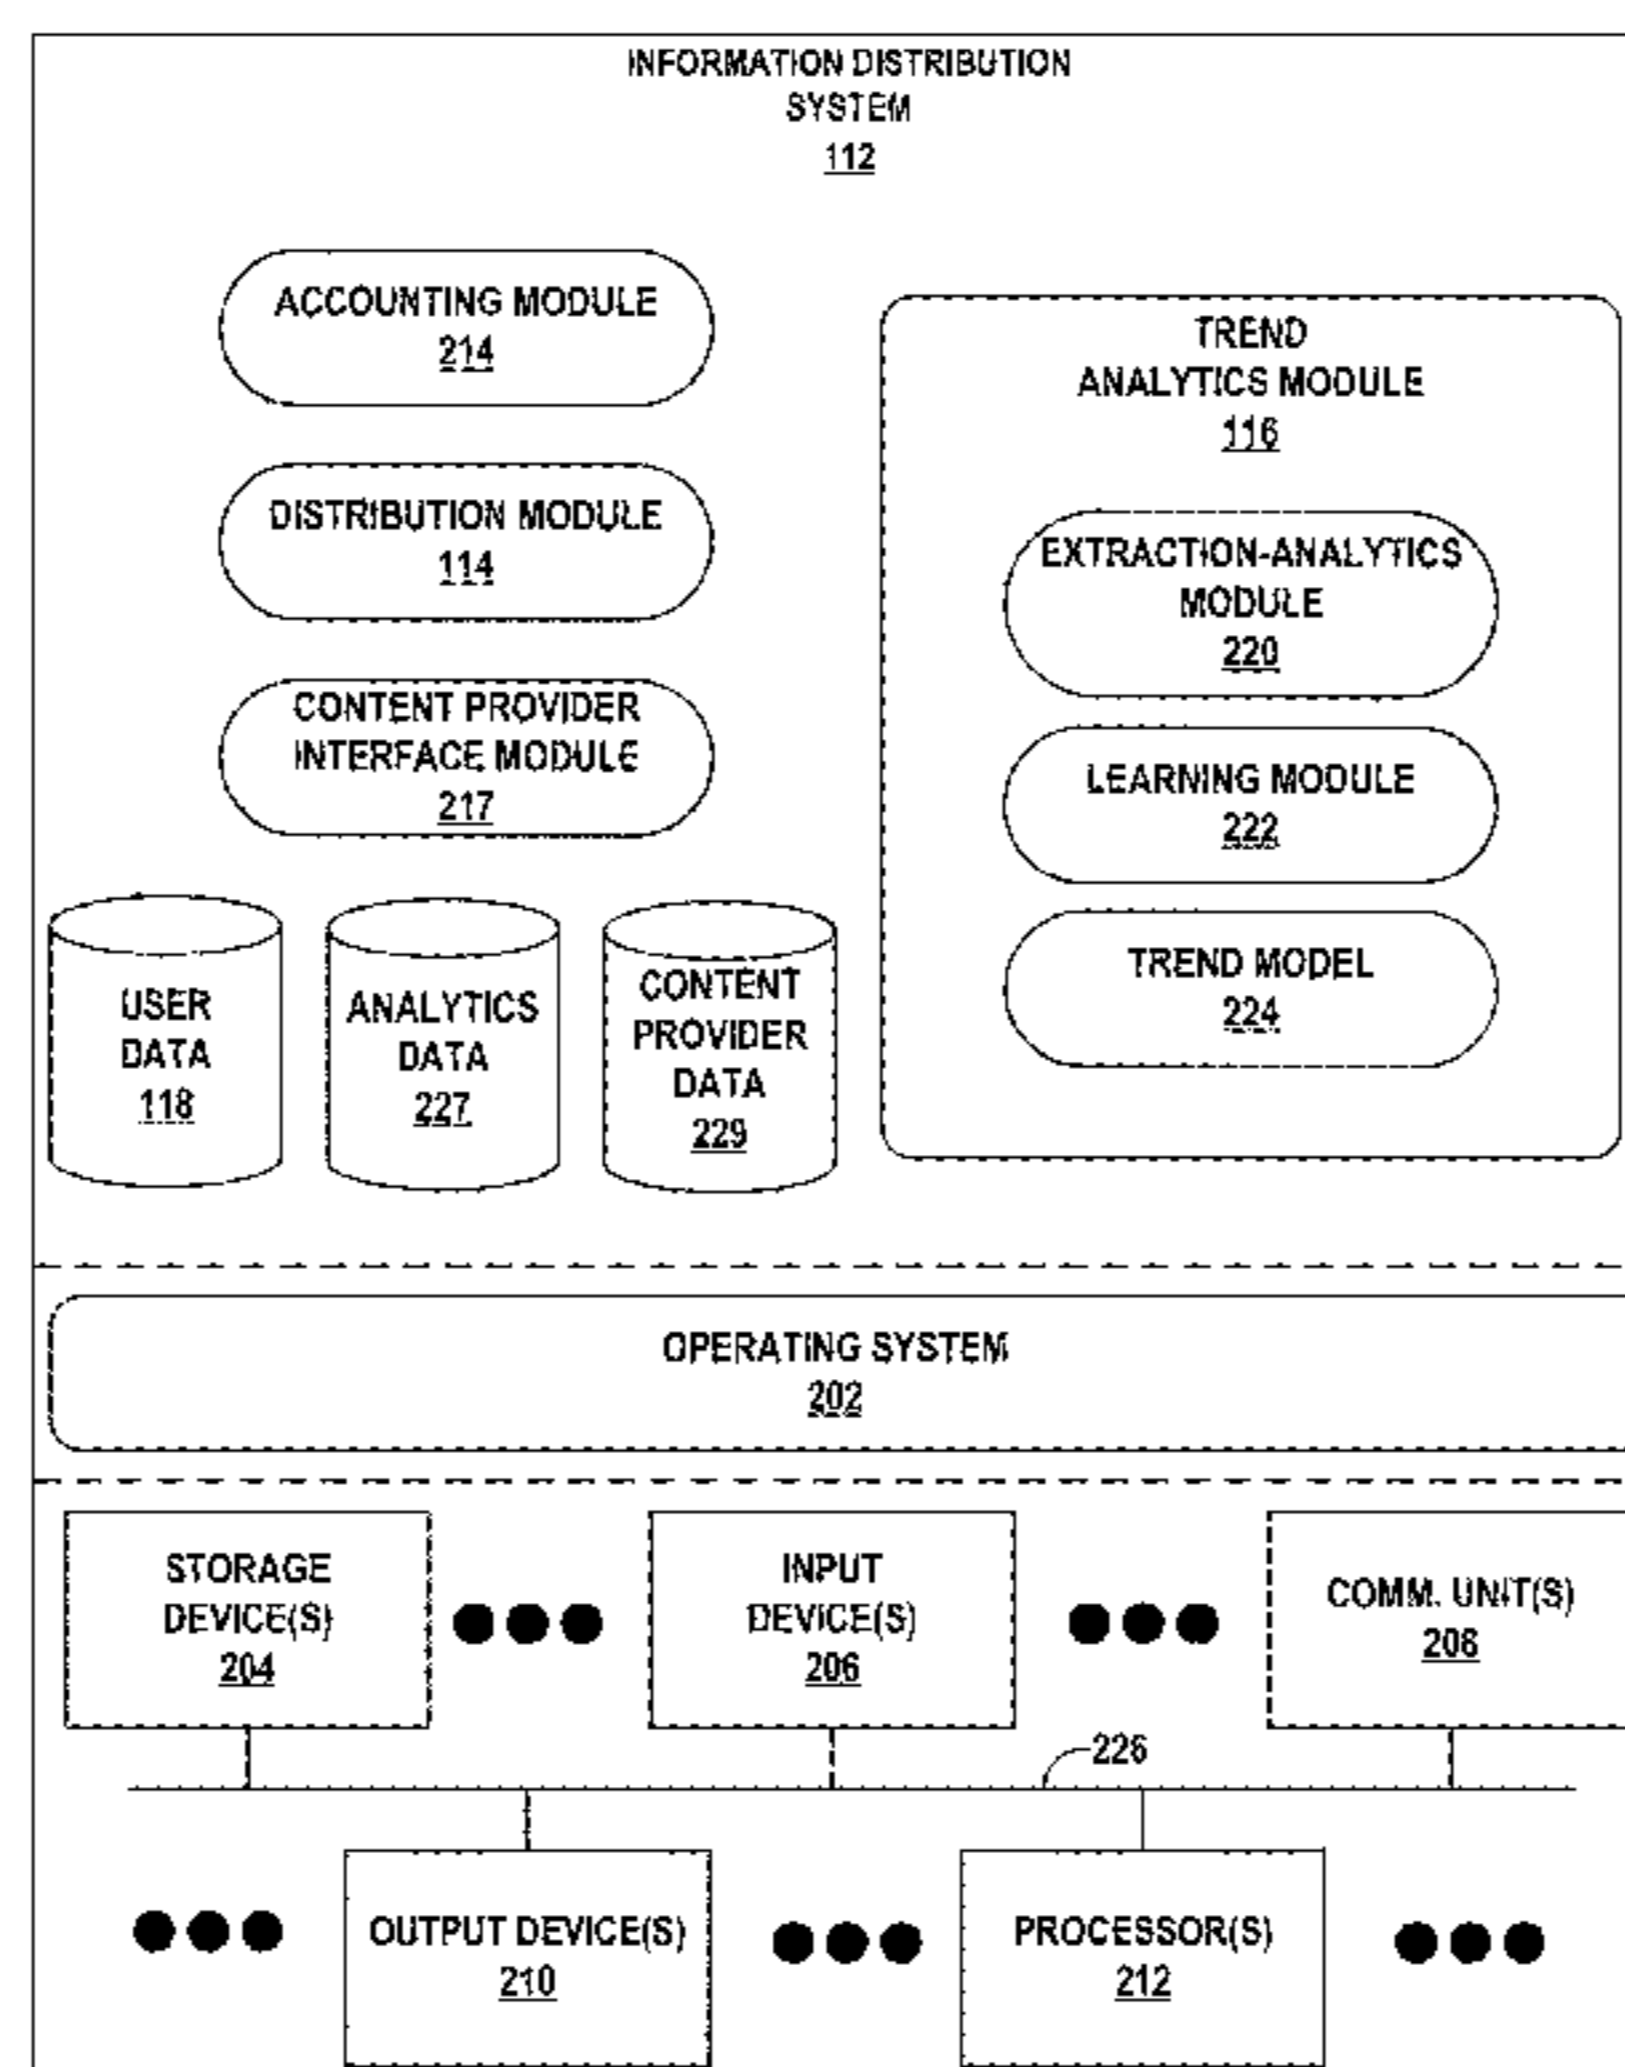 INFORMATION DISTRIBUTION
SYSTEM
112
ACCOUNTING MODULE
214
DISTRIBUTION MODULE
114
CONTENT PROVIDER
INTERFACE MODULE
217
TREND
ANALYTICS MODULE
116
EXTRACTION-ANALYTICS
MODULE
220
LEARNING MODULE
222
TREND MODEL
224
USER
DATA
118
ANALYTICS
DATA
227
CONTENT
PROVIDER
DATA
229
OPERATING SYSTEM
202
STORAGE
DEVICE(S)
204
INPUT
DEVICE(S)
206
COMM. UNIT(S)
208
226
OUTPUT DEVICE(S)
210
PROCESSOR(S)
212